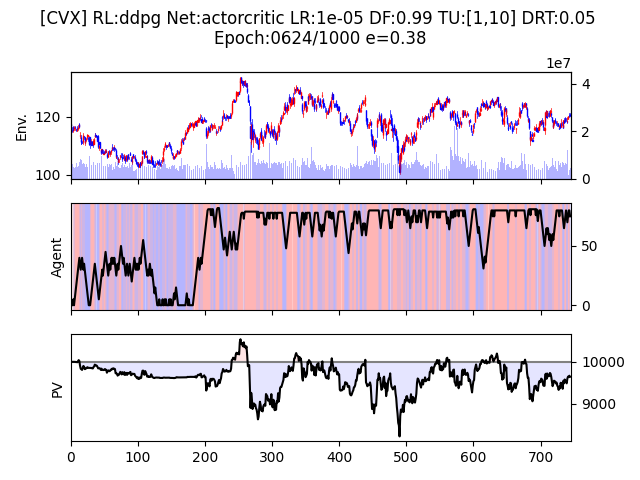 [CVX] RL:ddpg Net:actorcritic LR:1e-05 DF:0.99 TU:[1,10] DRT:0.05
Epoch:0624/1000 e=0.38
1e7
Env.
120
100
4
2
0
Agent
50
0
PV
10000
9000
0 100 200 300 400 500 600 700